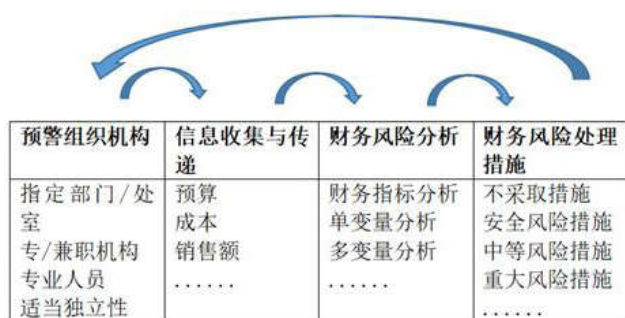 预警组织机构
信息收集与传
递
财务风险分析
财务风险处理
措施
指定部门/处
室
专/兼职机构
专业人员
适当独立性
预算
成本
销售额
......
财务指标分析
单变量分析
多变量分析
......
不采取措施
安全风险措施
中等风险措施
重大风险措施
......